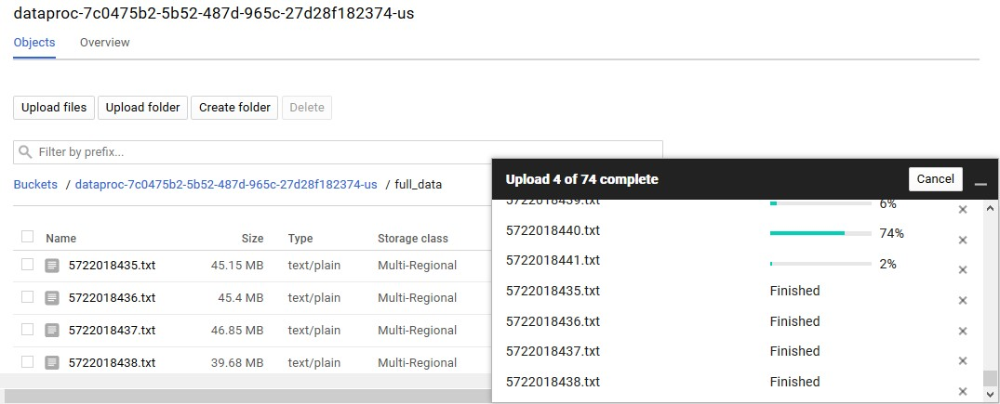 dataproc-7c0475b2-5b52-487d-965c-27d28f182374-us
Objects Overview
Upload files Upload folder Create folder Delete
Filter by prefix...
Buckets / dataproc-7c0475b2-5b52-487d-965c-27d28f182374-us / full_data
Name Size Type Storage class
5722018435.txt 45.15 MB text/plain Multi-Regional
5722018436.txt 45.4 MB text/plain Multi-Regional
5722018437.txt 46.85 MB text/plain Multi-Regional
5722018438.txt 39.68 MB text/plain Multi-Regional
Upload 4 of 74 complete Cancel
5722018439.txt 6%
5722018440.txt 74%
5722018441.txt 2%
5722018435.txt Finished
5722018436.txt Finished
5722018437.txt Finished
5722018438.txt Finished